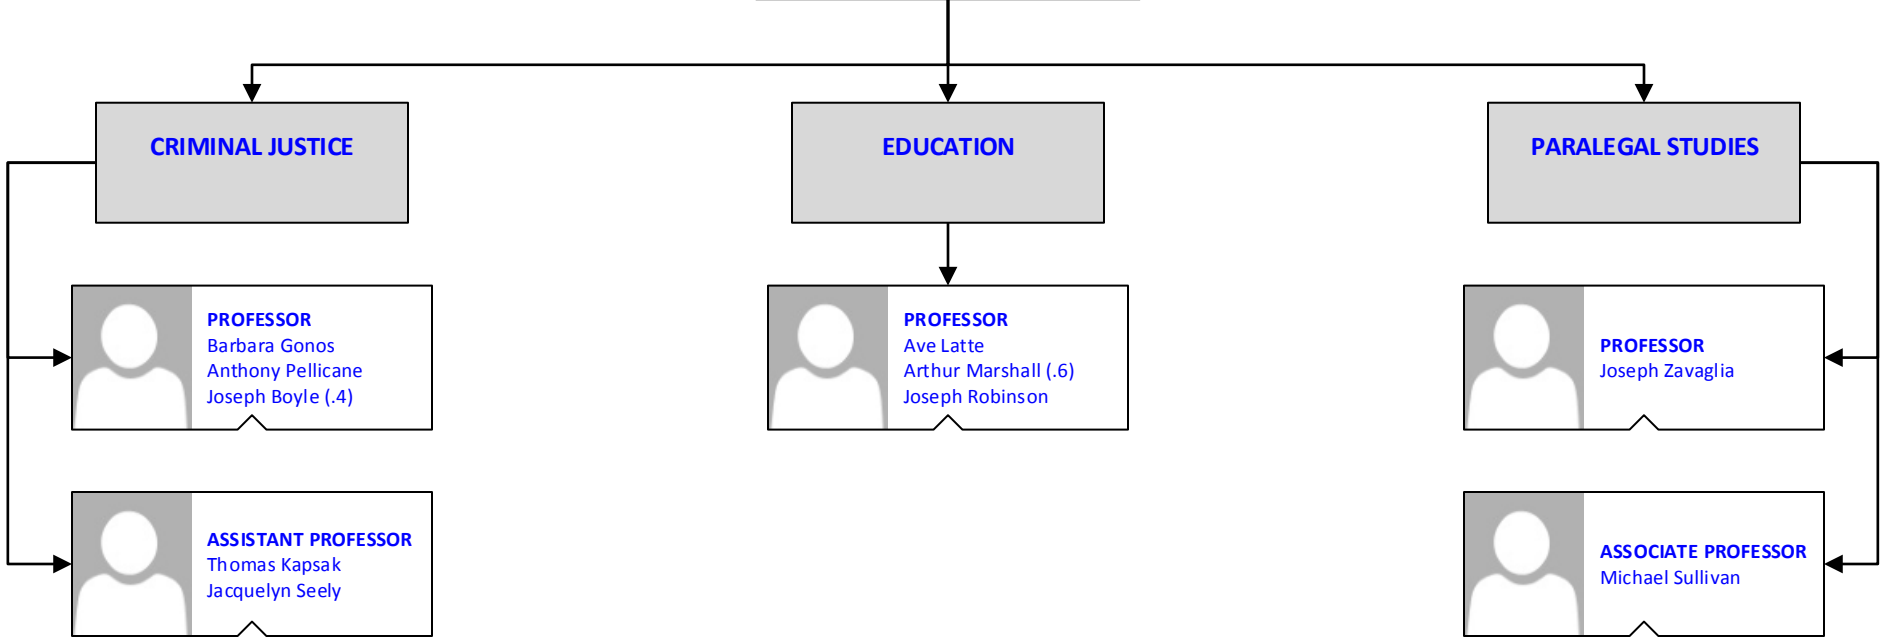 CRIMINAL JUSTICE
EDUCATION
PARALEGAL STUDIES
PROFESSOR
Barbara Gonos
Anthony Pellicane
Joseph Boyle (.4)
PROFESSOR
Ave Latte
Arthur Marshall (.6)
Joseph Robinson
PROFESSOR
Joseph Zavaglia
ASSISTANT PROFESSOR
Thomas Kapsak
Jacquelyn Seely
ASSOCIATE PROFESSOR
Michael Sullivan